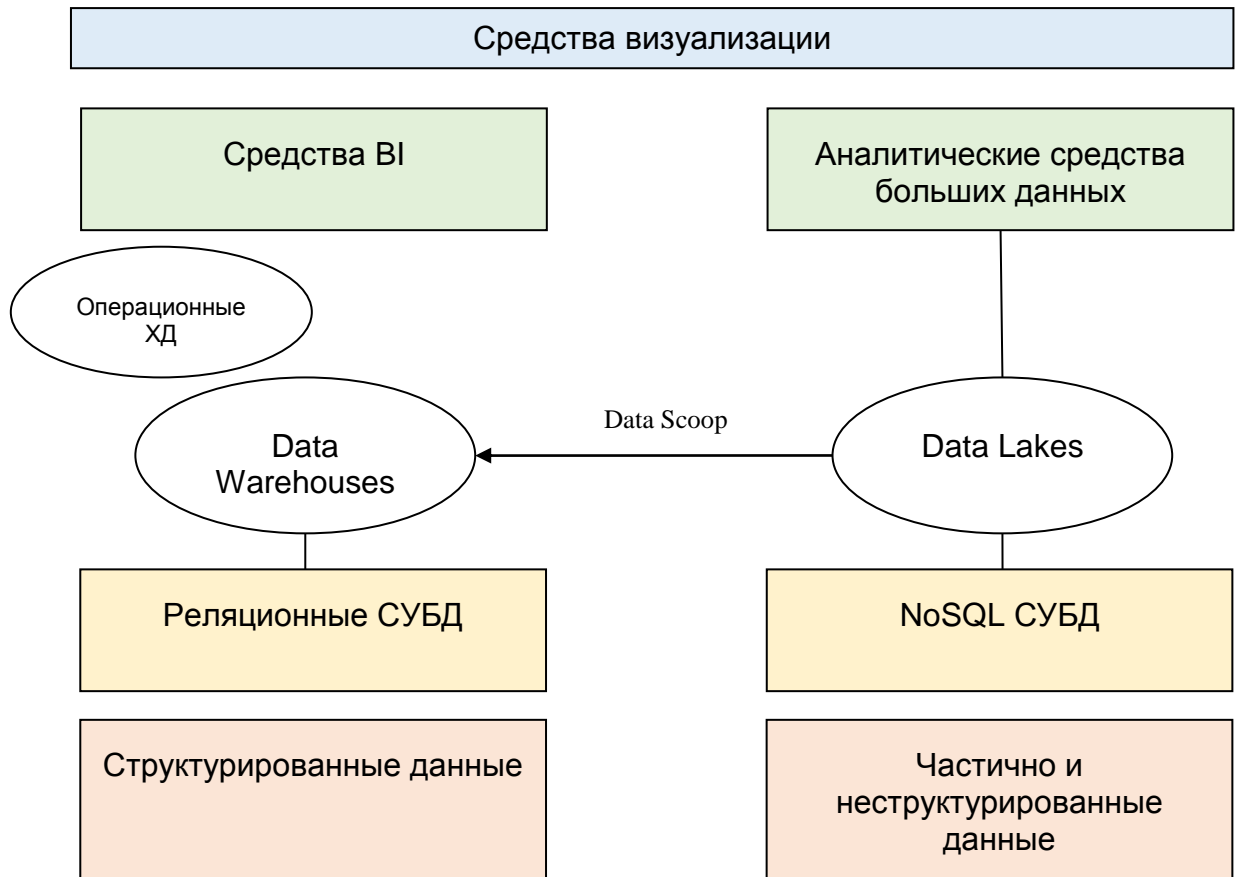 Средства визуализации
Средства BI
Аналитические средства
больших данных
Операционные
ХД
Data
Warehouses
Data Scoop
Data Lakes
Реляционные СУБД
NoSQL СУБД
Структурированные данные
Частично и
неструктурированные
данные